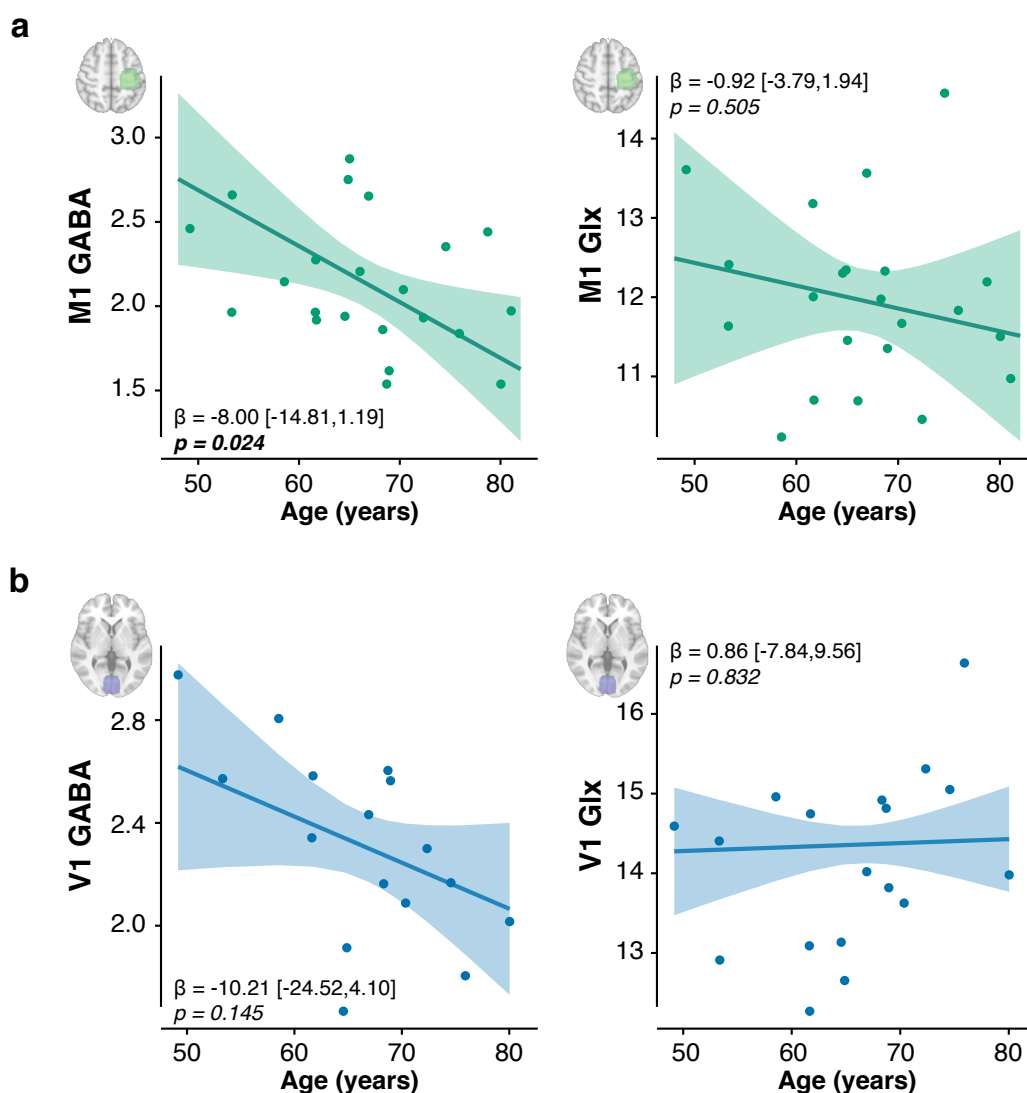 a
M1 GABA
3.0
2.5
2.0
1.5
β = -8.00 [-14.81,1.19]
p = 0.024
50 60 70 80
Age (years)
M1 Glx
14
13
12
11
β = -0.92 [-3.79,1.94]
p = 0.505
50 60 70 80
Age (years)
b
V1 GABA
2.8
2.4
2.0
β = -10.21 [-24.52,4.10]
p = 0.145
50 60 70 80
Age (years)
V1 Glx
16
15
14
13
β = 0.86 [-7.84,9.56]
p = 0.832
50 60 70 80
Age (years)